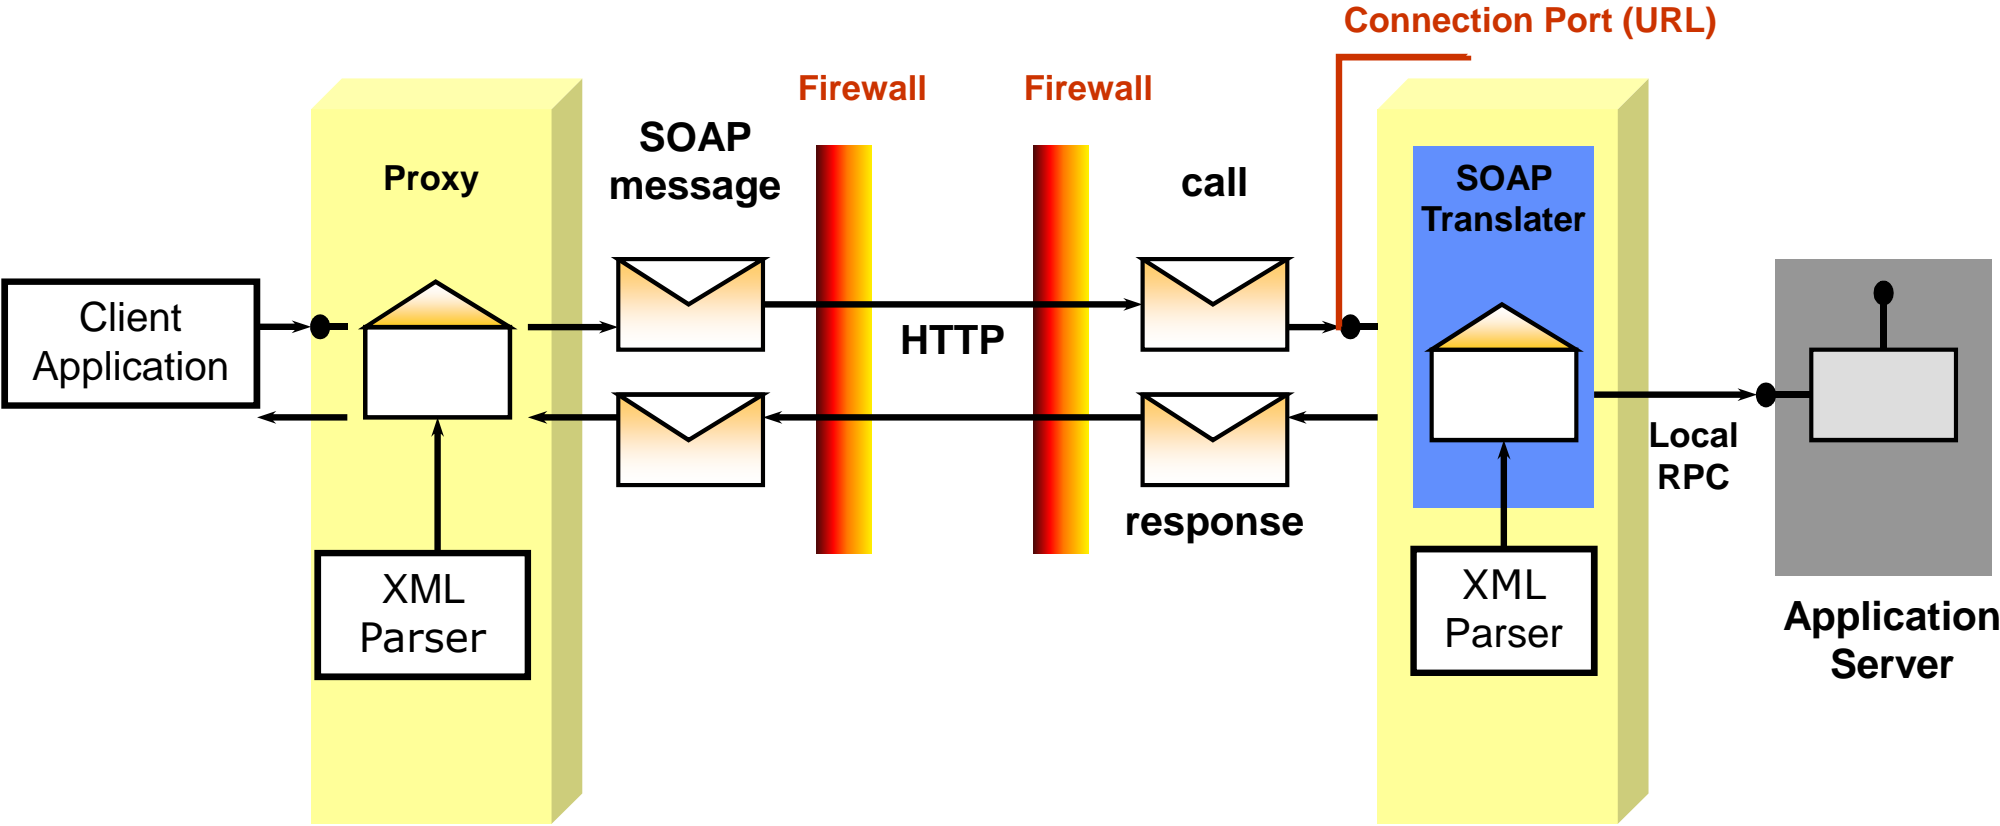 Connection Port (URL)
Firewall
Firewall
SOAP
message
Proxy
call
SOAP
Translater
Client
Application
HTTP
Local
RPC
response
XML
Parser
XML
Parser
Application
Server